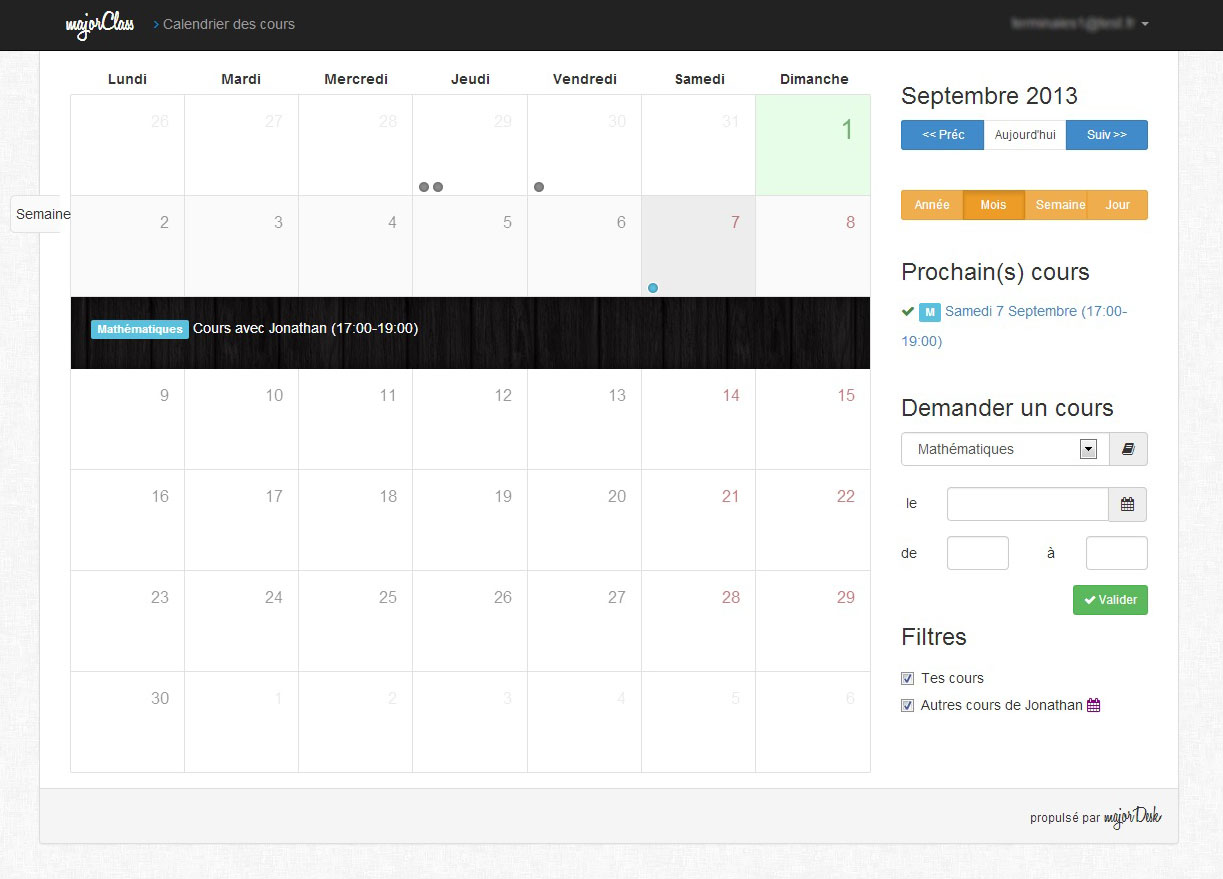 majorClass
Calendrier des cours
Lundi Mardi Mercredi Jeudi Vendredi Samedi Dimanche
26 27 28 29 30 31 1
Semaine
2 3 4 5 6 7 8
Mathématiques Cours avec Jonathan (17:00-19:00)
9 10 11 12 13 14 15
16 17 18 19 20 21 22
23 24 25 26 27 28 29
30 1 2 3 4 5 6
Septembre 2013
<< Préc Aujourd'hui Suiv >>
Année Mois Semaine Jour
Prochain(s) cours
M Samedi 7 Septembre (17:00-
19:00)
Demander un cours
Mathématiques
le
de à
Valider
Filtres
Tes cours
Autres cours de Jonathan
propulsé par majorDesk